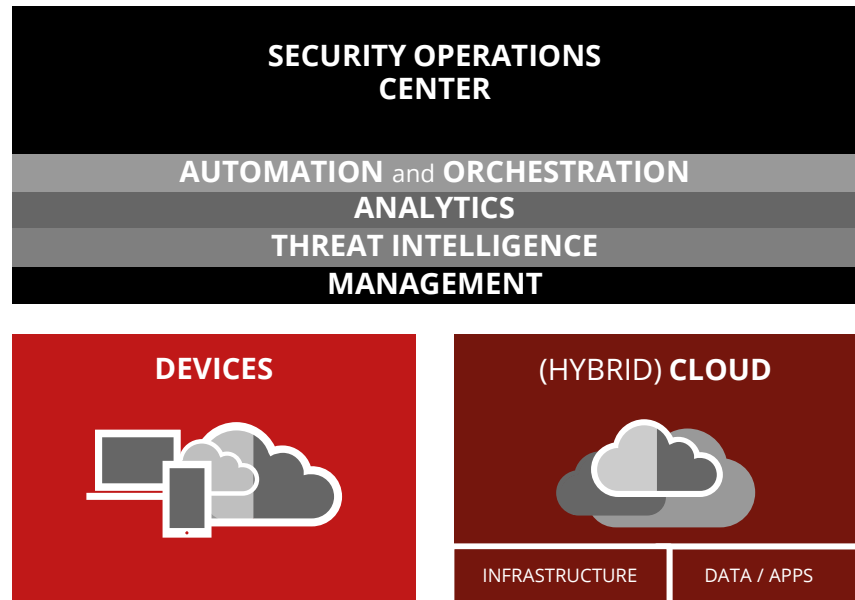 SECURITY OPERATIONS
CENTER
AUTOMATION and ORCHESTRATION
ANALYTICS
THREAT INTELLIGENCE
MANAGEMENT
DEVICES
(HYBRID) CLOUD
INFRASTRUCTURE
DATA / APPS